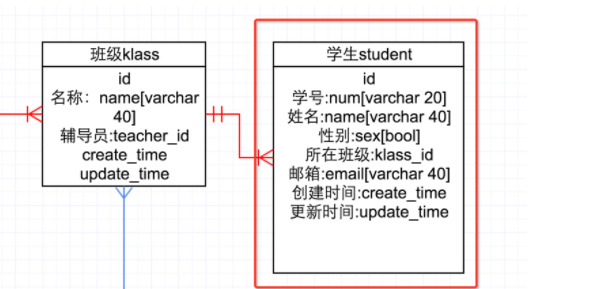 班级klass
id
名称：name[varchar
40]
辅导员:teacher_id
create_time
update_time
学生student
id
学号:num[varchar 20]
姓名:name[varchar 40]
性别:sex[bool]
所在班级:klass_id
邮箱:email[varchar 40]
创建时间:create_time
更新时间:update_time